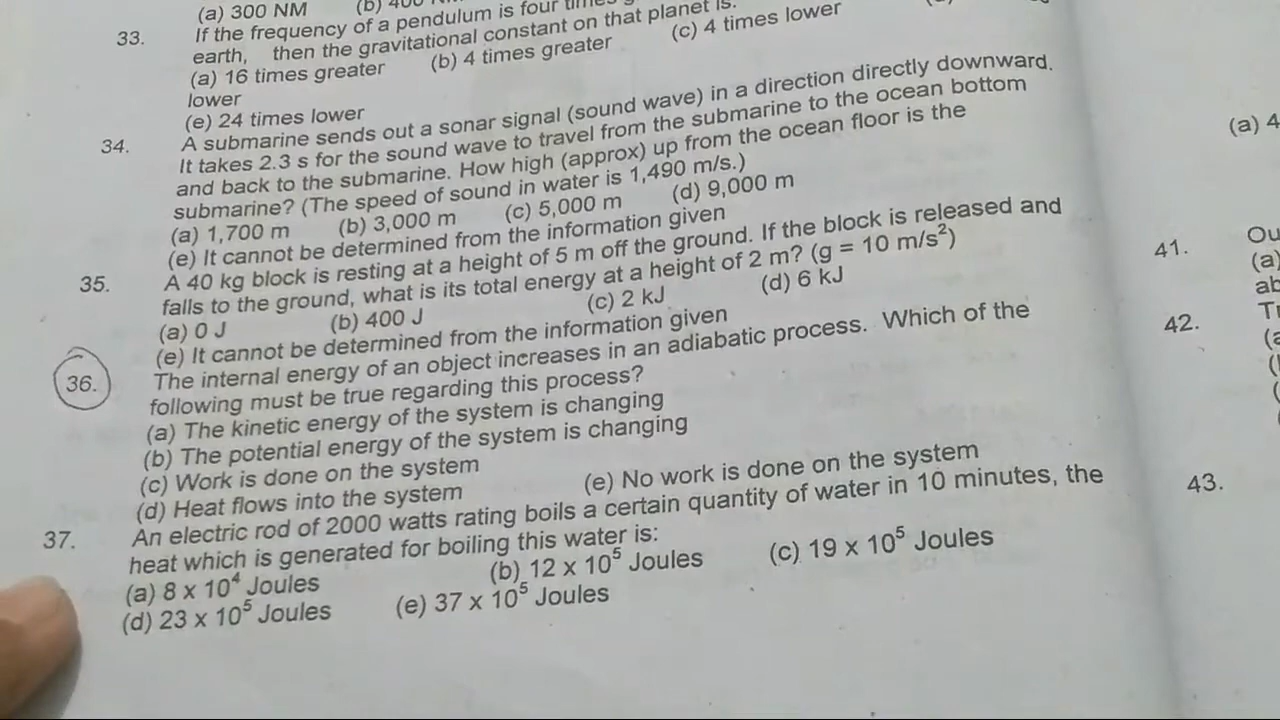 (a) 300 NM (b) 400
33. If the frequency of a pendulum is four times
earth, then the gravitational constant on that planet is:
(a) 16 times greater (b) 4 times greater (c) 4 times lower
lower
(e) 24 times lower
34. A submarine sends out a sonar signal (sound wave) in a direction directly downward.
It takes 2.3 s for the sound wave to travel from the submarine to the ocean bottom
and back to the submarine. How high (approx) up from the ocean floor is the
submarine? (The speed of sound in water is 1,490 m/s.)
(a) 1,700 m (b) 3,000 m (c) 5,000 m (d) 9,000 m
(e) It cannot be determined from the information given
35. A 40 kg block is resting at a height of 5 m off the ground. If the block is released and
falls to the ground, what is its total energy at a height of 2 m? (g = 10 m/s²)
(a) 0 J (b) 400 J (c) 2 kJ (d) 6 kJ
(e) It cannot be determined from the information given
36. The internal energy of an object increases in an adiabatic process. Which of the
following must be true regarding this process?
(a) The kinetic energy of the system is changing
(b) The potential energy of the system is changing
(c) Work is done on the system
(d) Heat flows into the system (e) No work is done on the system
37. An electric rod of 2000 watts rating boils a certain quantity of water in 10 minutes, the
heat which is generated for boiling this water is:
(a) 8 x 10⁴ Joules (b) 12 x 10⁵ Joules (c) 19 x 10⁵ Joules
(d) 23 x 10⁵ Joules (e) 37 x 10⁵ Joules
(a) 4
41. Ou
(a)
ab
42. Ti
43.